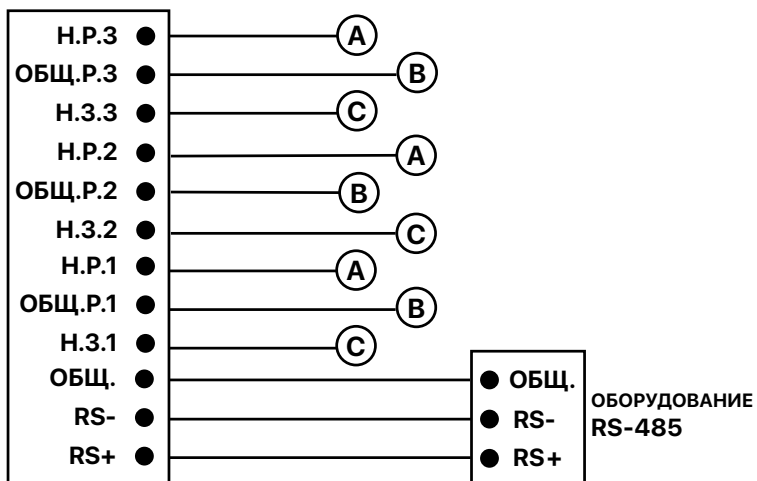 Н.Р.3
A
ОБЩ.Р.3
B
Н.З.3
C
Н.Р.2
A
ОБЩ.Р.2
B
Н.З.2
C
Н.Р.1
A
ОБЩ.Р.1
B
Н.З.1
C
ОБЩ.
ОБЩ.
RS-
RS-
RS+
RS+
ОБОРУДОВАНИЕ
RS-485